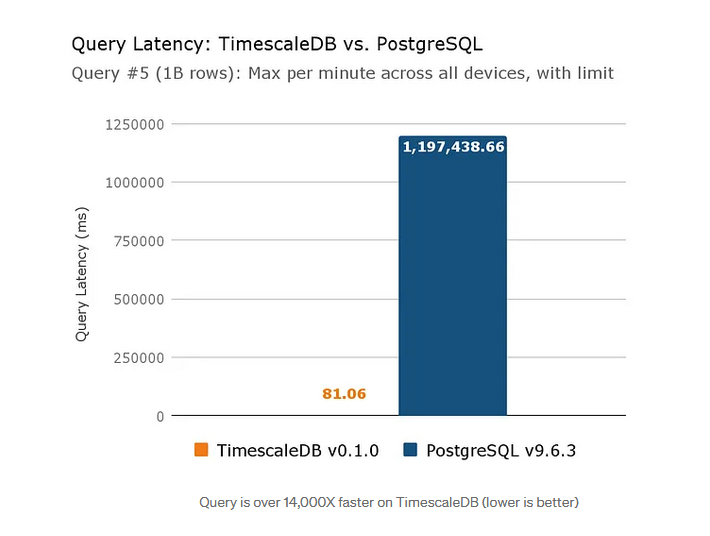 Query Latency: TimescaleDB vs. PostgreSQL
Query #5 (1B rows): Max per minute across all devices, with limit
1250000
1,197,438.66
1000000
750000
Query Latency (ms)
500000
250000
81.06
0
TimescaleDB v0.1.0 PostgreSQL v9.6.3
Query is over 14,000X faster on TimescaleDB (lower is better)